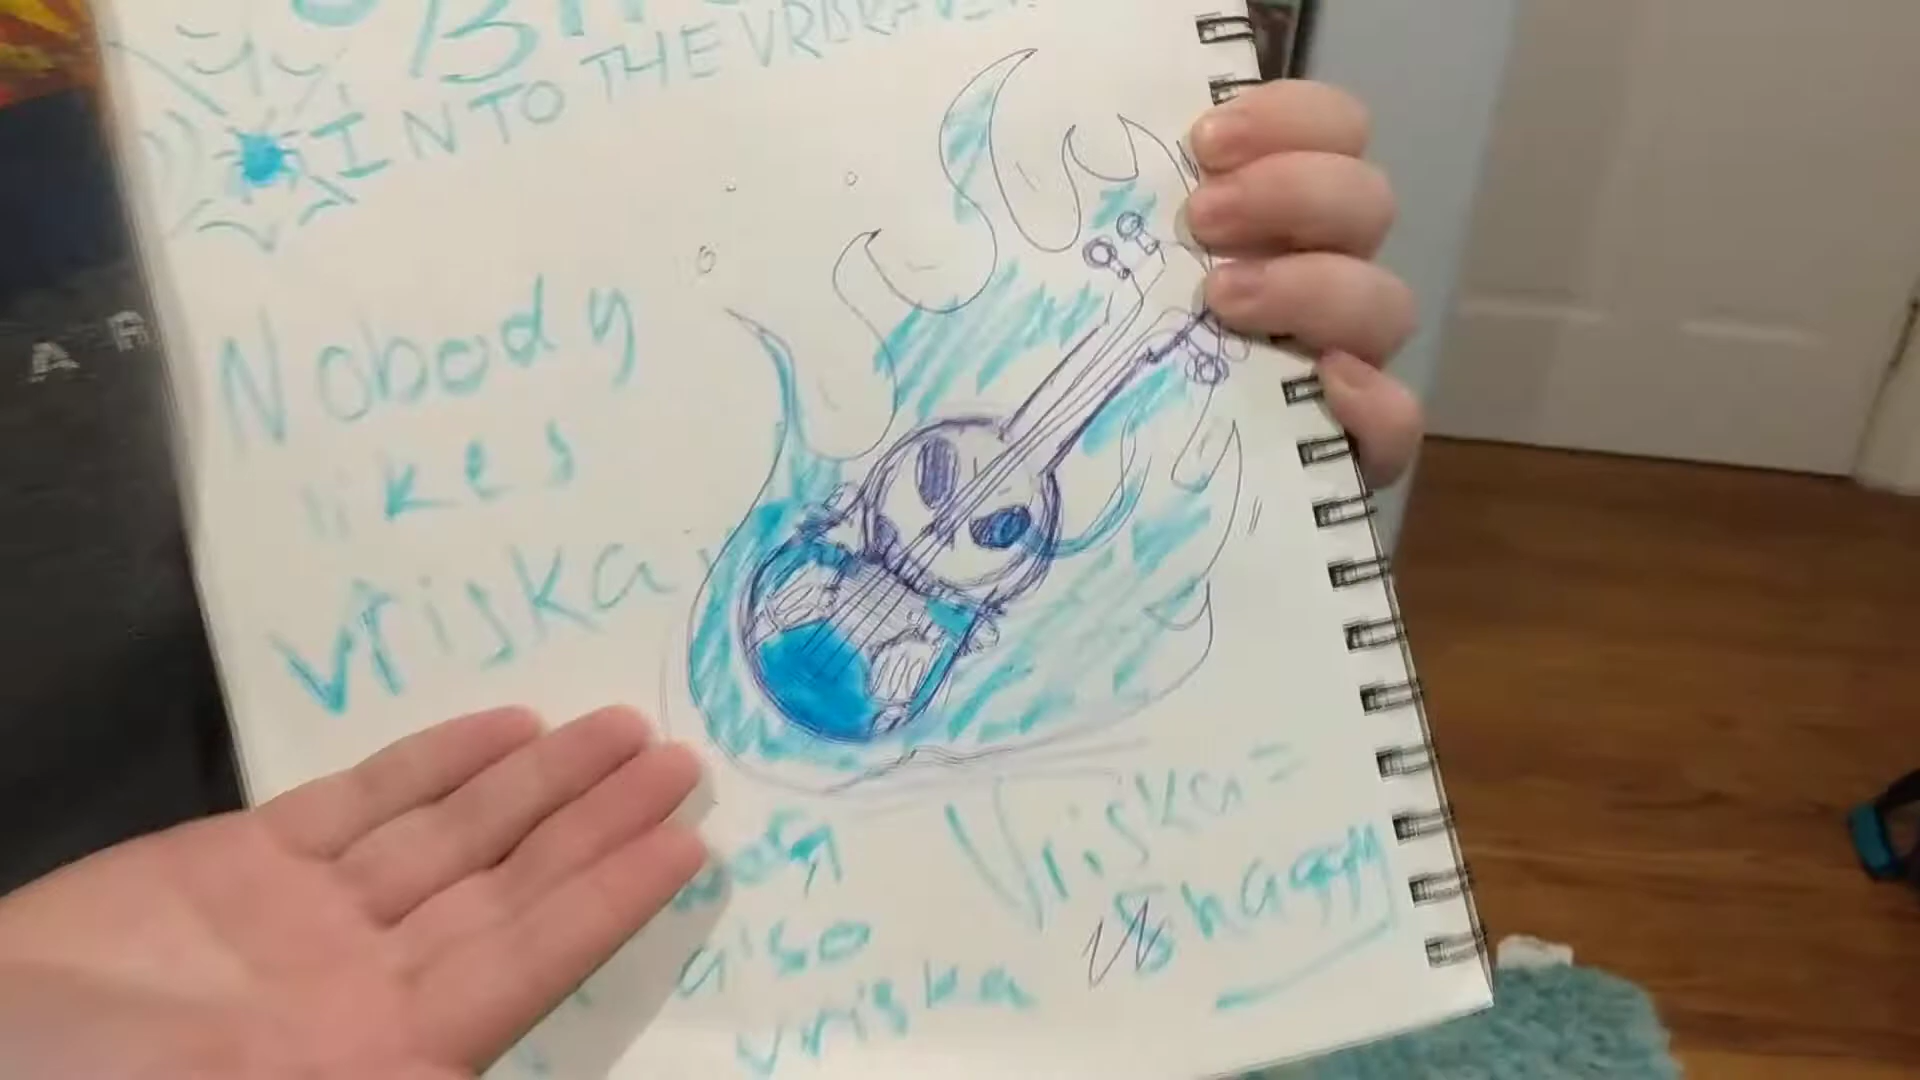 INTO THE VRISKAVERSE
Nobody
likes
vriska
also
vriska
Vriska =
Shaggy